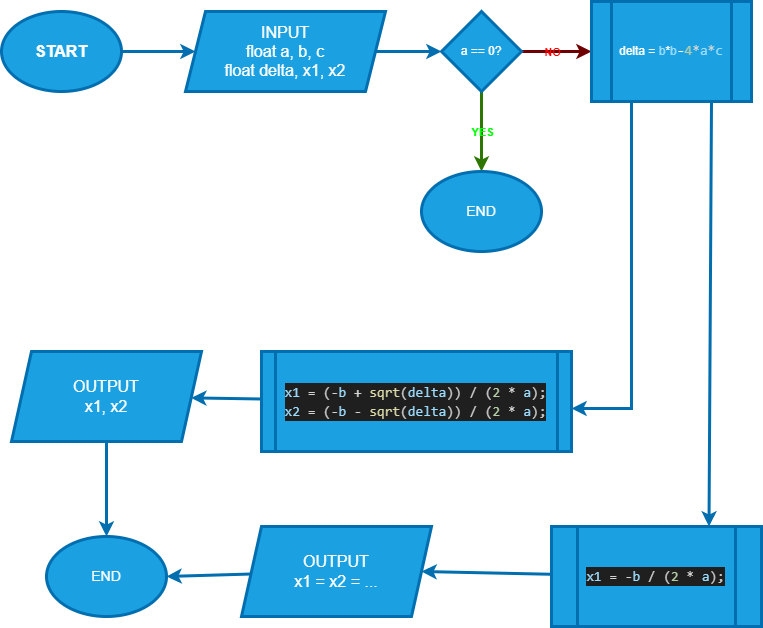 START
INPUT
float a, b, c
float delta, x1, x2
a == 0?
NO
delta = b*b-4*a*c
YES
END
OUTPUT
x1, x2
x1 = (-b + sqrt(delta)) / (2 * a);
x2 = (-b - sqrt(delta)) / (2 * a);
END
OUTPUT
x1 = x2 = ...
x1 = -b / (2 * a);